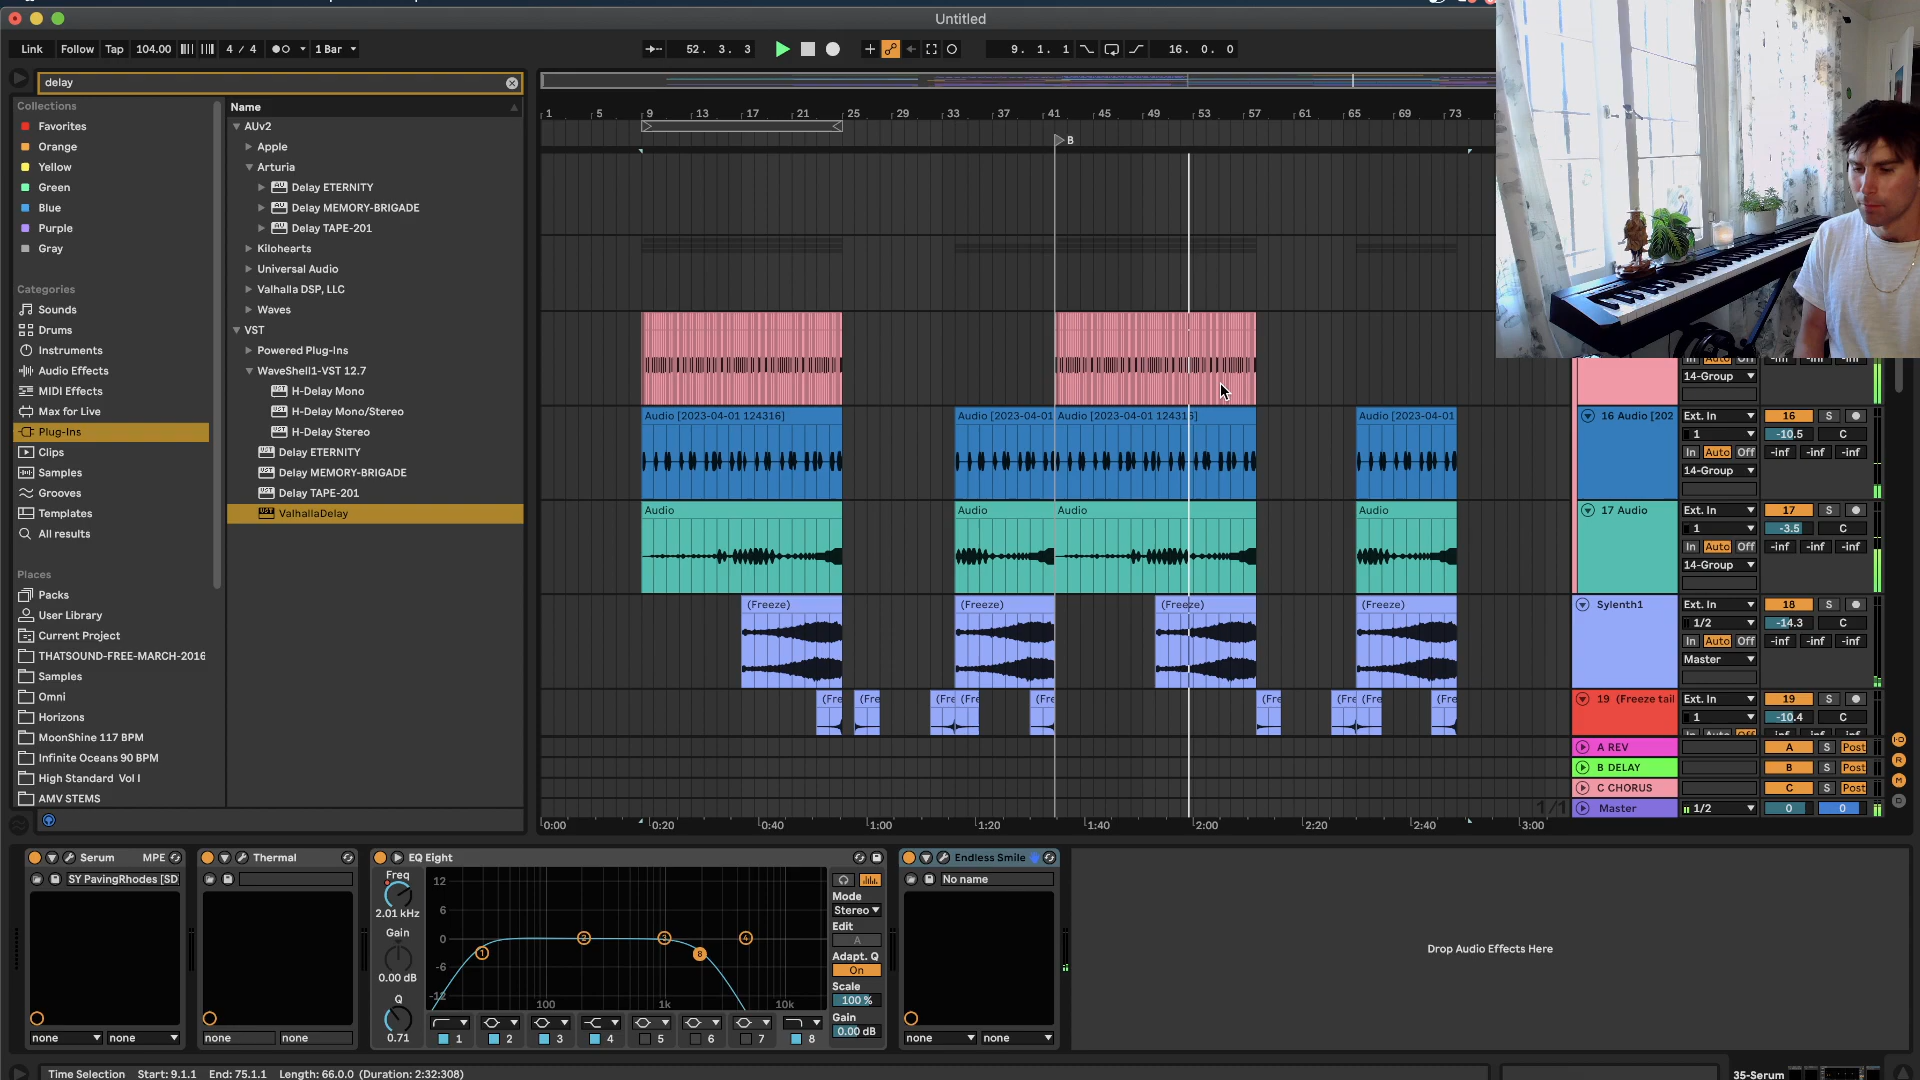 Untitled
Link Follow Tap 104.00 4 / 4 1 Bar 52. 3. 3 9. 1. 1 16. 0. 0
delay
Collections
Favorites
Orange
Yellow
Green
Blue
Purple
Gray
Categories
Sounds
Drums
Instruments
Audio Effects
MIDI Effects
Max for Live
Plug-Ins
Clips
Samples
Grooves
Templates
All results
Places
Packs
User Library
Current Project
THATSOUND-FREE-MARCH-2016
Samples
Omni
Horizons
MoonShine 117 BPM
Infinite Oceans 90 BPM
High Standard Vol I
AMV STEMS
Name
AUv2
Apple
Arturia
Delay ETERNITY
Delay MEMORY-BRIGADE
Delay TAPE-201
Kilohearts
Universal Audio
Valhalla DSP, LLC
Waves
VST
Powered Plug-Ins
WaveShell1-VST 12.7
H-Delay Mono
H-Delay Mono/Stereo
H-Delay Stereo
Delay ETERNITY
Delay MEMORY-BRIGADE
Delay TAPE-201
ValhallaDelay
1 5 9 13 17 21 25 29 33 37 41 45 49 53 57 61 65 69 73
B
Audio [2023-04-01 124316] Audio [2023-04-01 Audio [2023-04-01 124316] Audio [2023-04-01
Audio Audio Audio Audio
(Freeze) (Freeze) (Freeze) (Freeze)
(Fre (Fre (Fre (Fre (Fre (Fre (Fre (Fre (Fre
1/1
0:00 0:20 0:40 1:00 1:20 1:40 2:00 2:20 2:40 3:00
In Auto Off -inf -inf -inf
14-Group
16 Audio [202 Ext. In 16 S
1 -10.5 C
In Auto Off -inf -inf -inf
14-Group
17 Audio Ext. In 17 S
1 -3.5 C
In Auto Off -inf -inf -inf
14-Group
Sylenth1 Ext. In 18 S
1/2 -14.3 C
In Auto Off -inf -inf -inf
Master
19 (Freeze tail Ext. In 19 S
1 -10.4 C
A REV A S Post
B DELAY B S Post
C CHORUS C S Post
Master 1/2 0 0
I·O
R
M
D
Serum MPE
SY PavingRhodes [SD
none none
Thermal
none none
EQ Eight
Freq
2.01 kHz
Gain
0.00 dB
Q
0.71
12
6
0
-6
-12
100 1k 10k
1 2 3 4 8
1 2 3 4 5 6 7 8
Mode
Stereo
Edit
A
Adapt. Q
On
Scale
100 %
Gain
0.00 dB
Endless Smile
No name
none none
Drop Audio Effects Here
Time Selection Start: 9.1.1 End: 75.1.1 Length: 66.0.0 (Duration: 2:32:308)
35-Serum